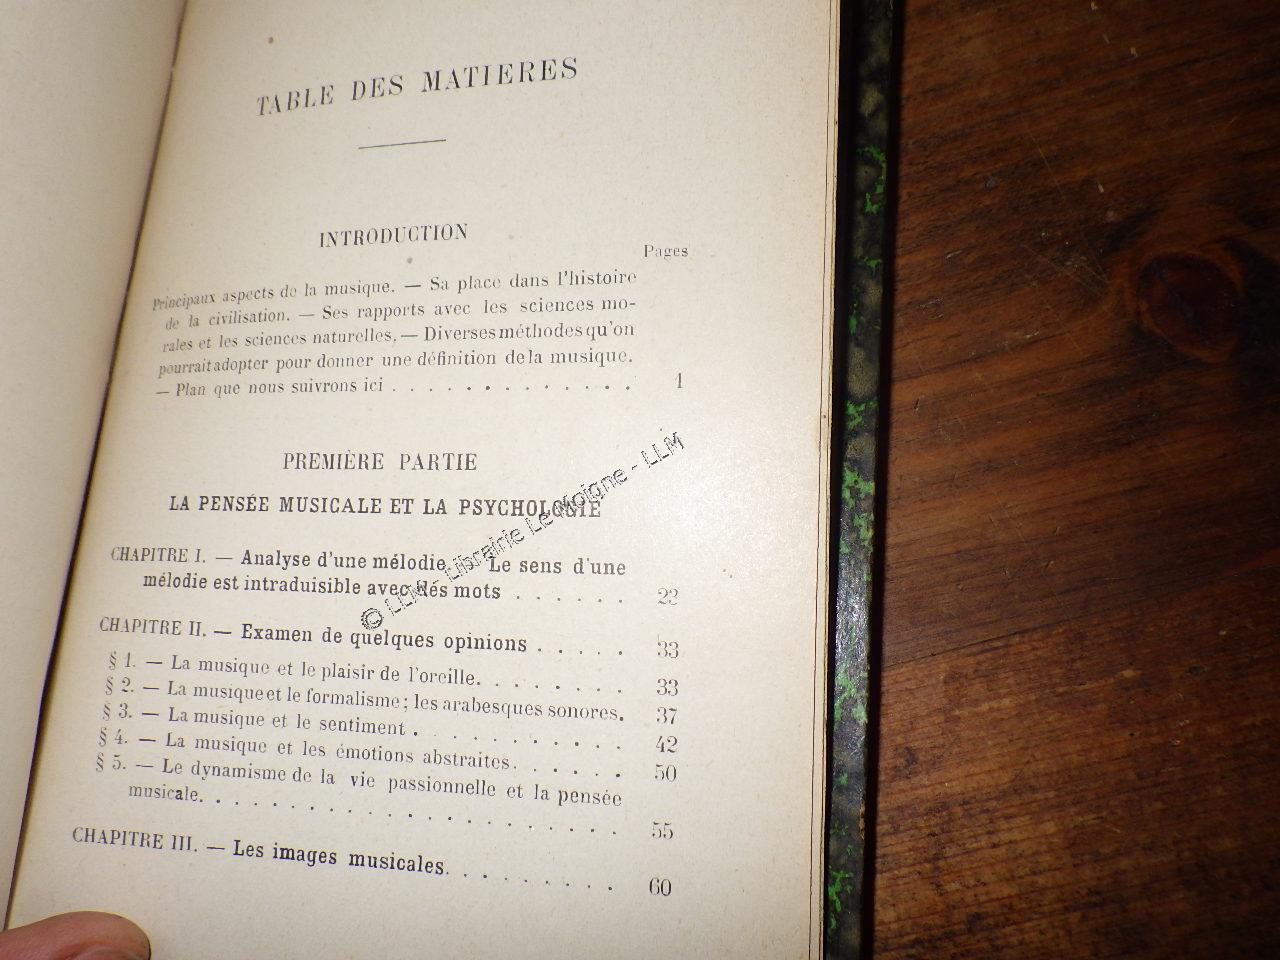 TABLE DES MATIERES
INTRODUCTION
Pages
Principaux aspects de la musique. — Sa place dans l'histoire
de la civilisation. — Ses rapports avec les sciences mo-
rales et les sciences naturelles. — Diverses méthodes qu'on
pourrait adopter pour donner une définition de la musique.
— Plan que nous suivrons ici . . . . . . . . . . . . . 1
PREMIÈRE PARTIE
LA PENSÉE MUSICALE ET LA PSYCHOLOGIE
CHAPITRE I. — Analyse d'une mélodie. Le sens d'une
mélodie est intraduisible avec des mots . . . . . . 22
CHAPITRE II. — Examen de quelques opinions . . . . . 33
§ 1. — La musique et le plaisir de l'oreille. . . . . . . . 33
§ 2. — La musique et le formalisme ; les arabesques sonores. 37
§ 3. — La musique et le sentiment . . . . . . . . . . . 42
§ 4. — La musique et les émotions abstraites. . . . . . . 50
§ 5. — Le dynamisme de la vie passionnelle et la pensée
musicale. . . . . . . . . . . . . . . . . . . . 55
CHAPITRE III. — Les images musicales. . . . . . . . . 60
© LLM - Librairie Le Moigne - LLM